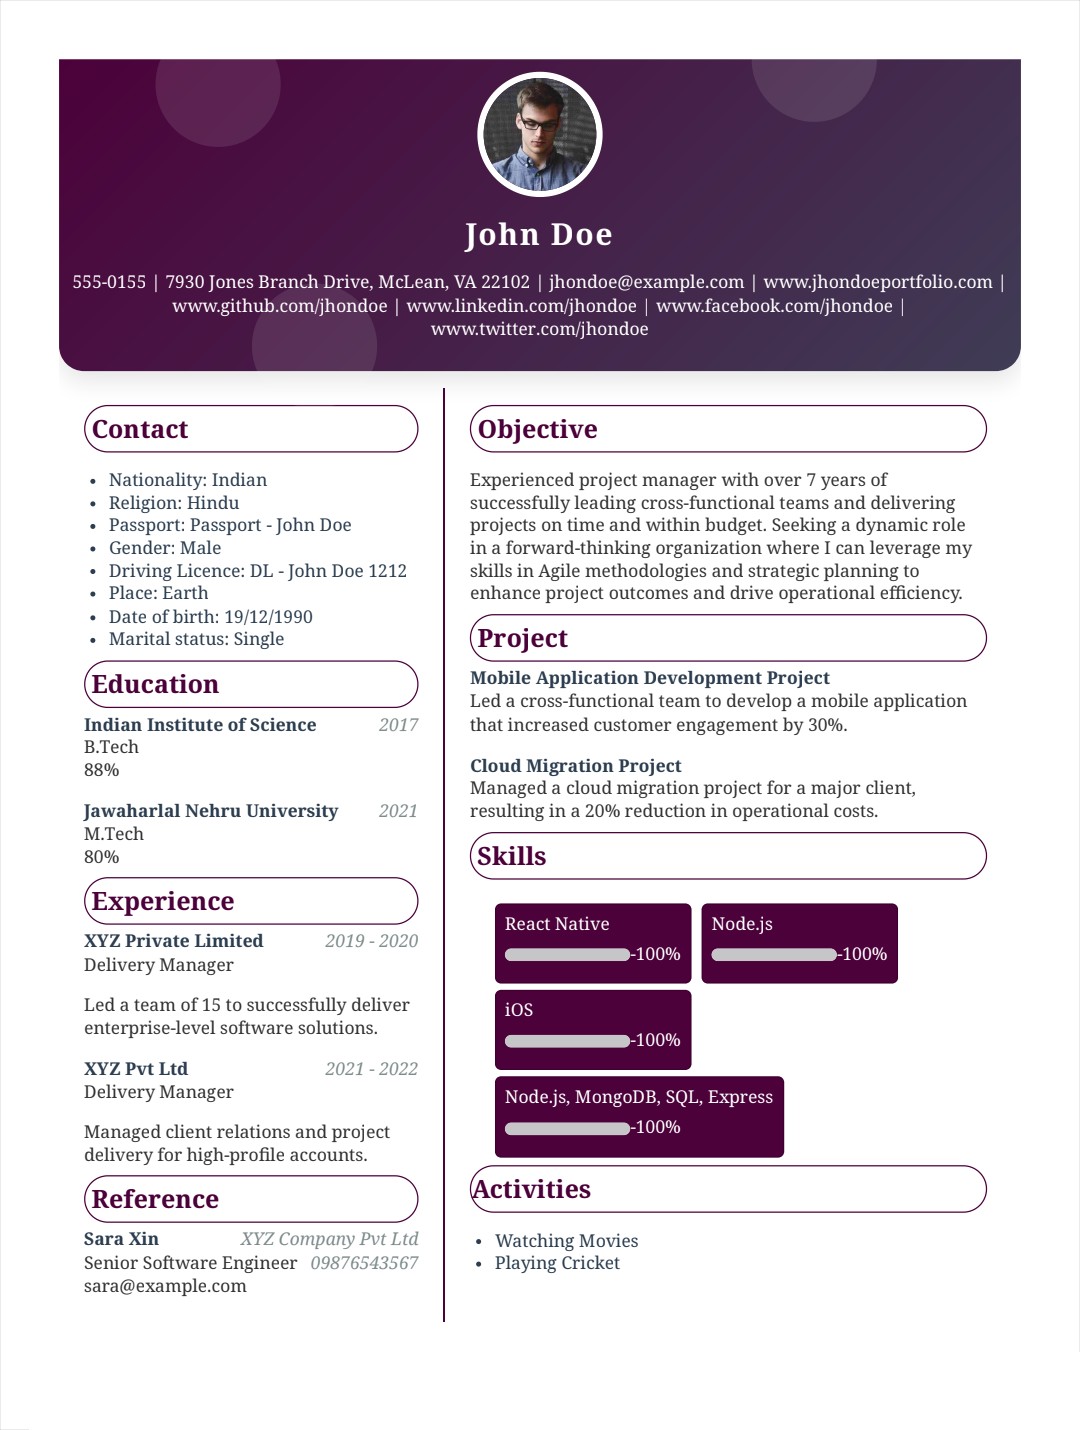 John Doe
555-0155 | 7930 Jones Branch Drive, McLean, VA 22102 | jhondoe@example.com | www.jhondoeportfolio.com |
www.github.com/jhondoe | www.linkedin.com/jhondoe | www.facebook.com/jhondoe |
www.twitter.com/jhondoe
Contact
• Nationality: Indian
• Religion: Hindu
• Passport: Passport - John Doe
• Gender: Male
• Driving Licence: DL - John Doe 1212
• Place: Earth
• Date of birth: 19/12/1990
• Marital status: Single
Education
Indian Institute of Science 2017
B.Tech
88%
Jawaharlal Nehru University 2021
M.Tech
80%
Experience
XYZ Private Limited 2019 - 2020
Delivery Manager
Led a team of 15 to successfully deliver
enterprise-level software solutions.
XYZ Pvt Ltd 2021 - 2022
Delivery Manager
Managed client relations and project
delivery for high-profile accounts.
Reference
Sara Xin XYZ Company Pvt Ltd
Senior Software Engineer 09876543567
sara@example.com
Objective
Experienced project manager with over 7 years of
successfully leading cross-functional teams and delivering
projects on time and within budget. Seeking a dynamic role
in a forward-thinking organization where I can leverage my
skills in Agile methodologies and strategic planning to
enhance project outcomes and drive operational efficiency.
Project
Mobile Application Development Project
Led a cross-functional team to develop a mobile application
that increased customer engagement by 30%.
Cloud Migration Project
Managed a cloud migration project for a major client,
resulting in a 20% reduction in operational costs.
Skills
React Native
-100%
Node.js
-100%
iOS
-100%
Node.js, MongoDB, SQL, Express
-100%
Activities
• Watching Movies
• Playing Cricket